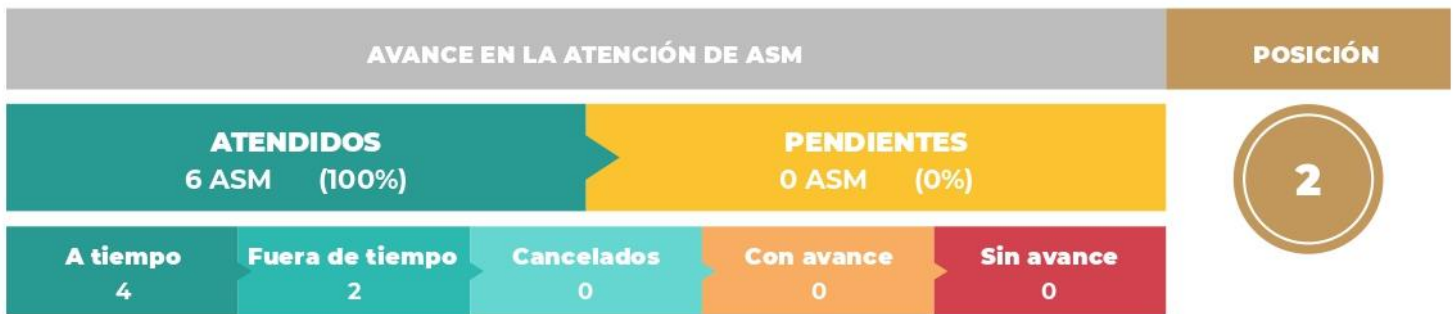 AVANCE EN LA ATENCIÓN DE ASM
POSICIÓN
ATENDIDOS
6 ASM (100%)
PENDIENTES
0 ASM (0%)
2
A tiempo
4
Fuera de tiempo
2
Cancelados
0
Con avance
0
Sin avance
0